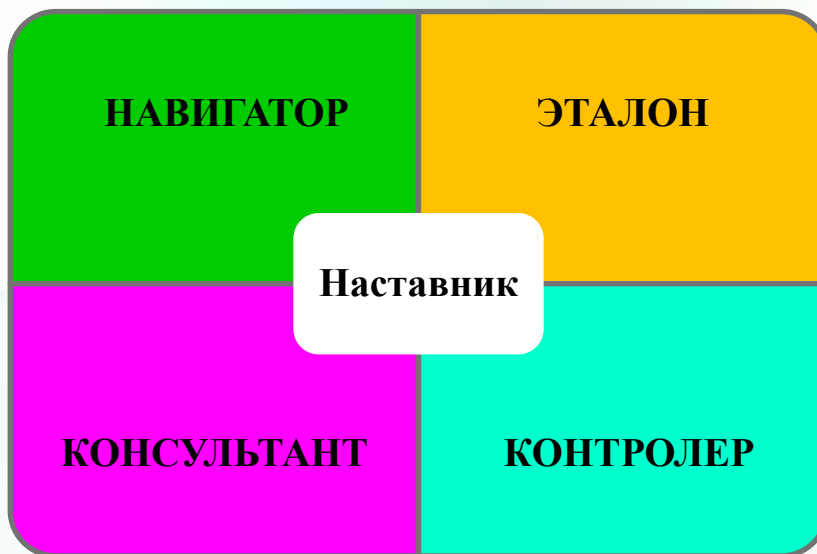 НАВИГАТОР
ЭТАЛОН
Наставник
КОНСУЛЬТАНТ
КОНТРОЛЕР